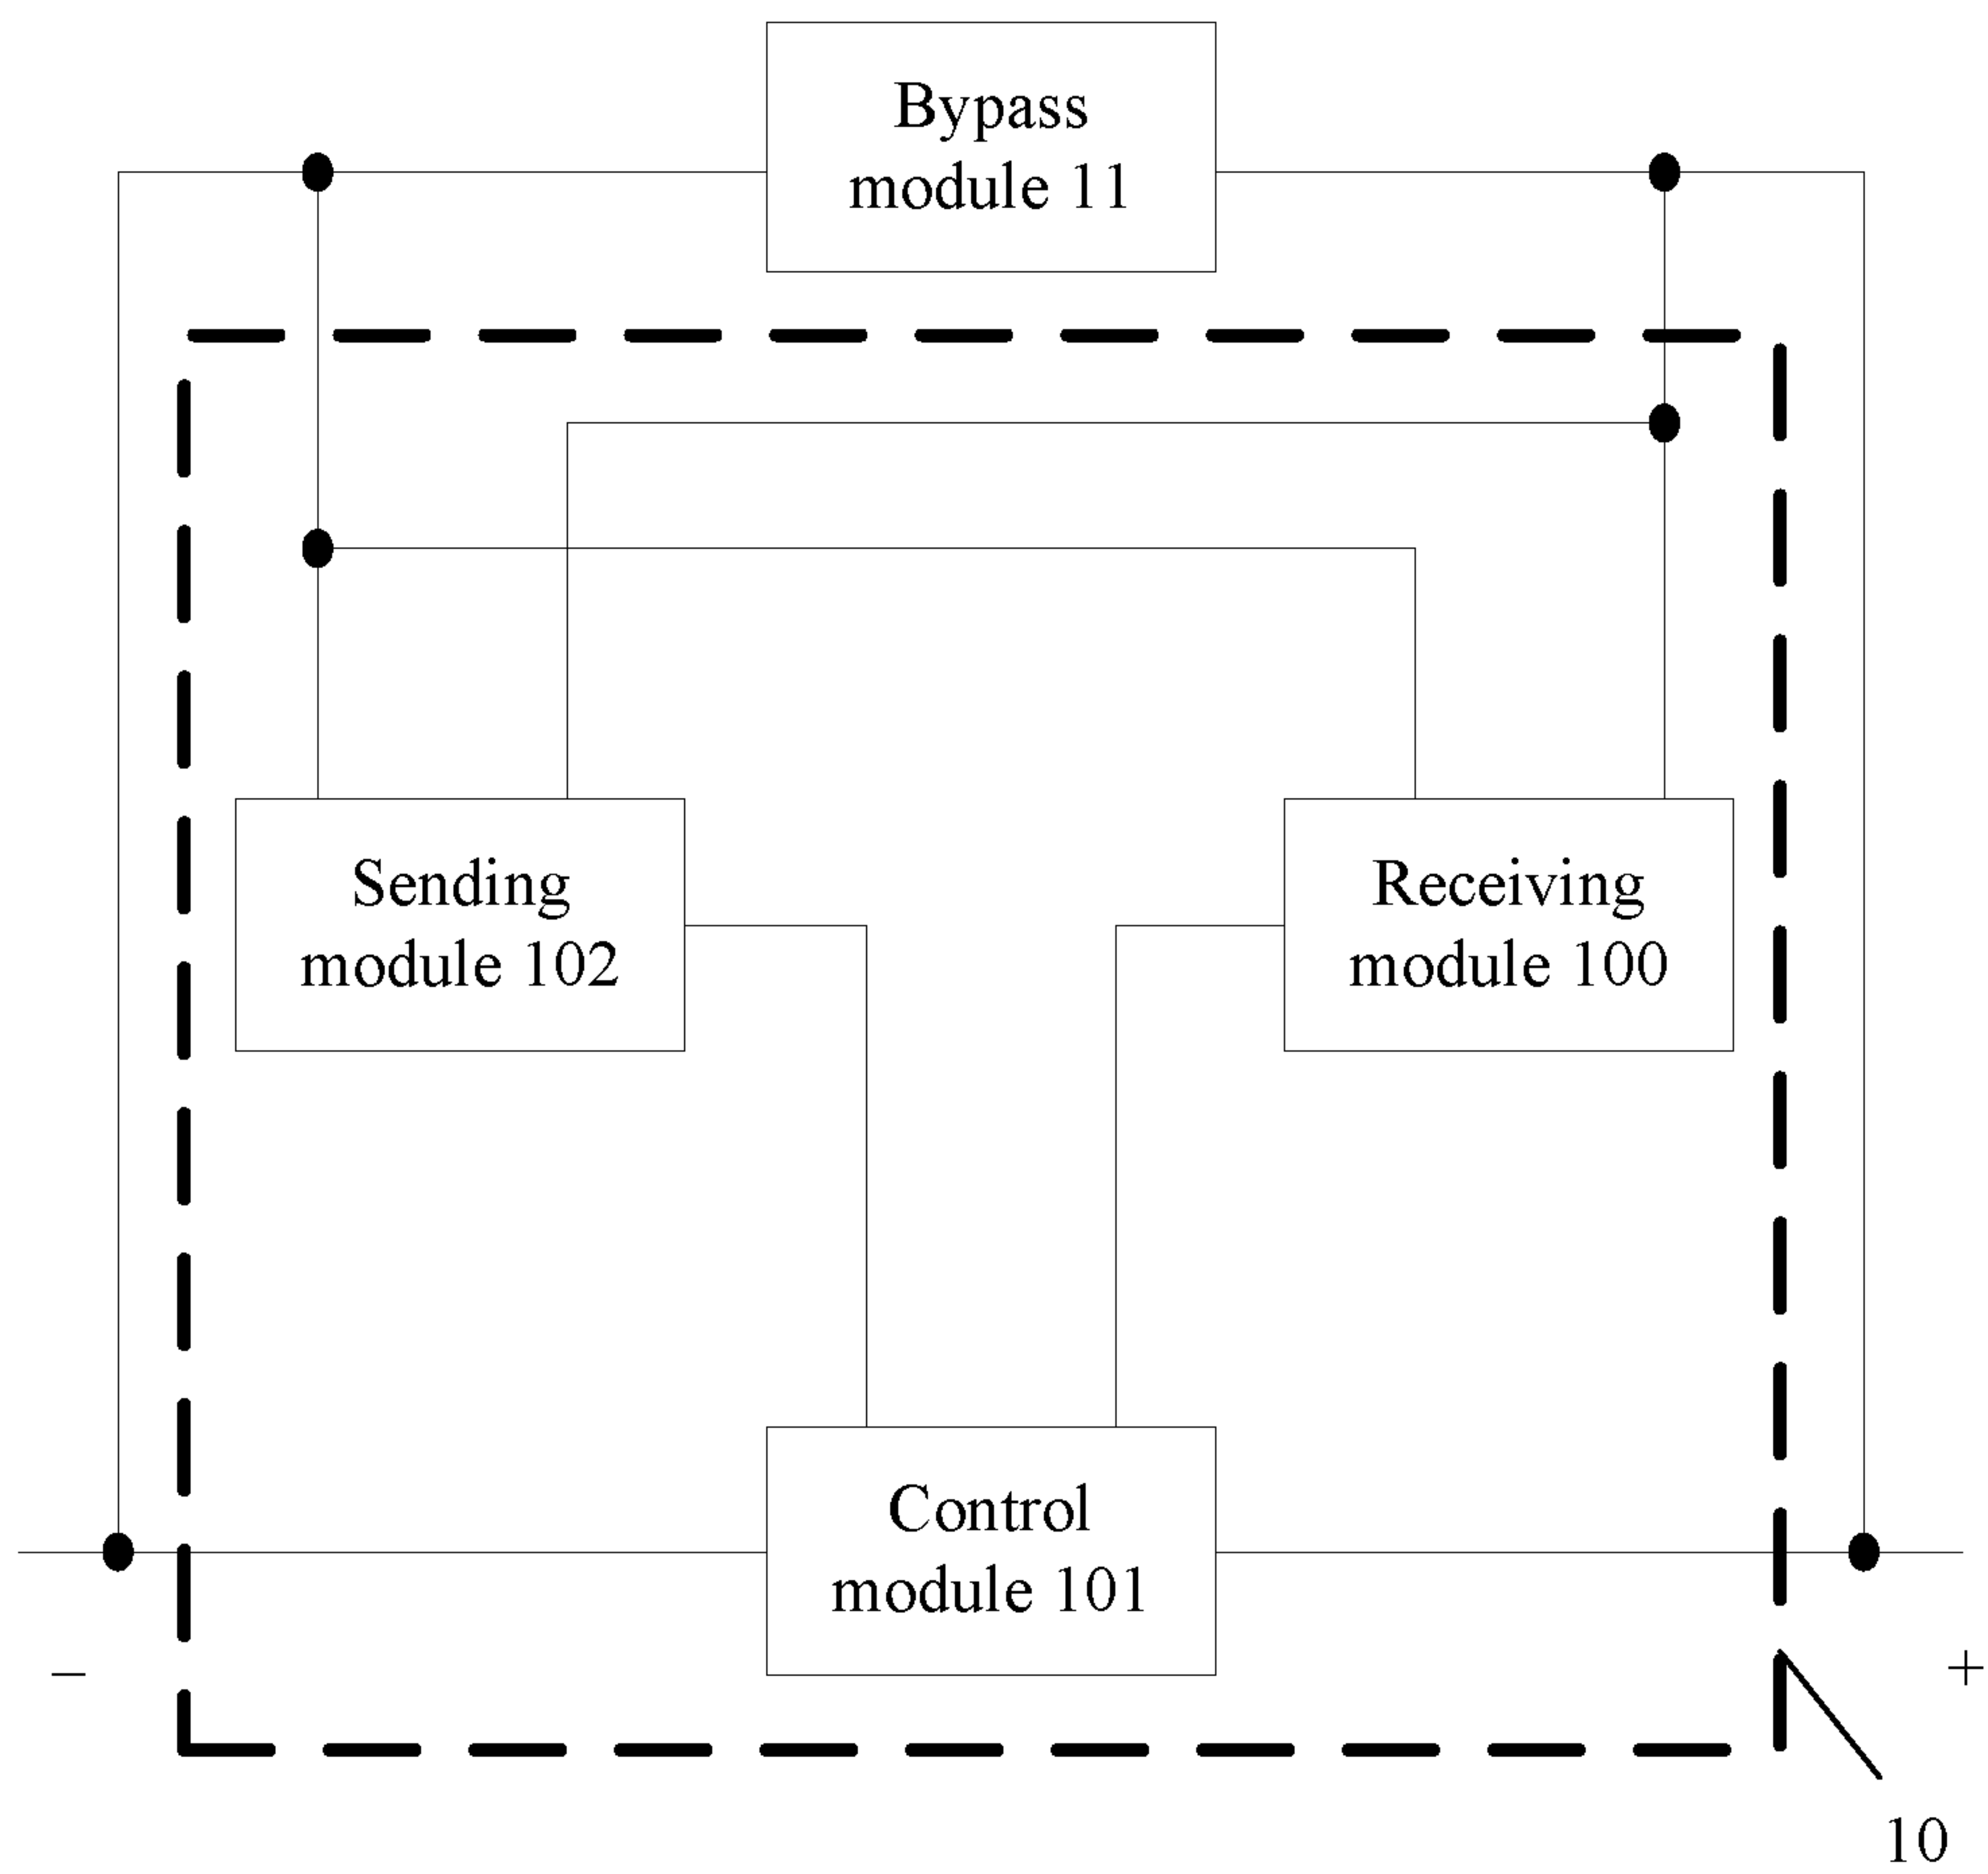 Bypass
module 11
Sending
module 102
Receiving
module 100
Control
module 101
− +
10